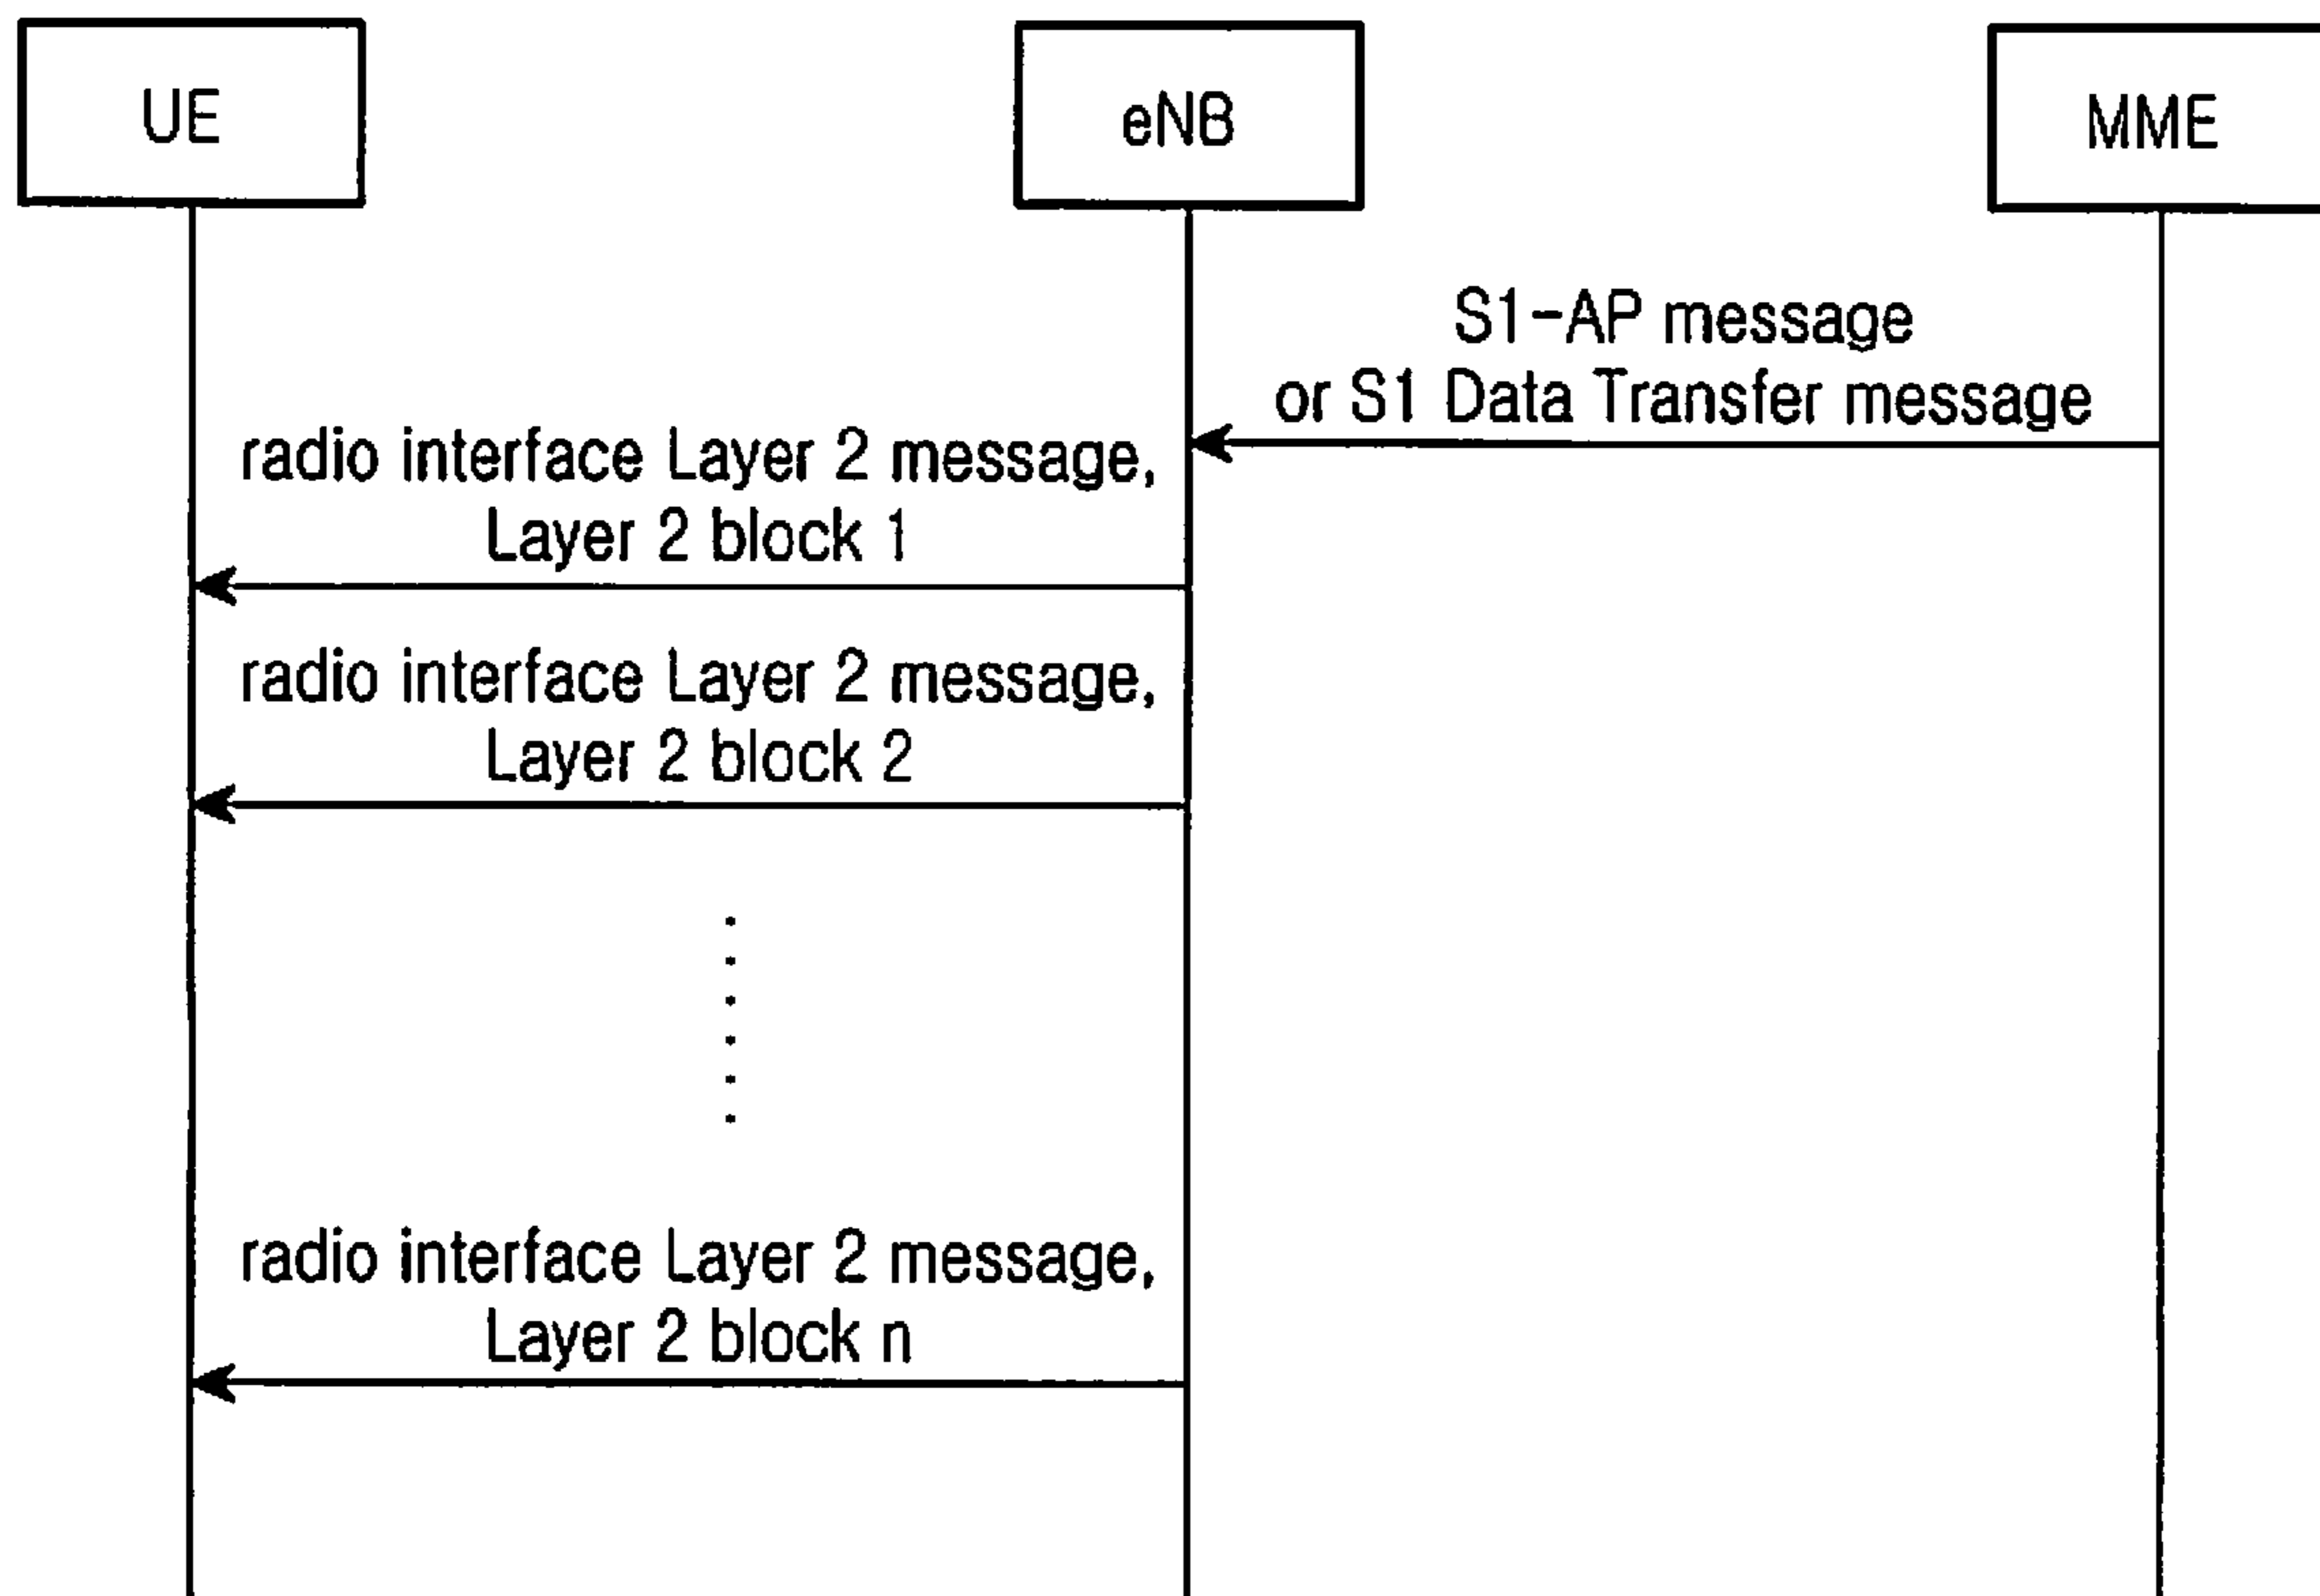 UE
eNB
MME
S1-AP message
or S1 Data Transfer message
radio interface Layer 2 message,
Layer 2 block 1
radio interface Layer 2 message,
Layer 2 block 2
radio interface Layer 2 message,
Layer 2 block n